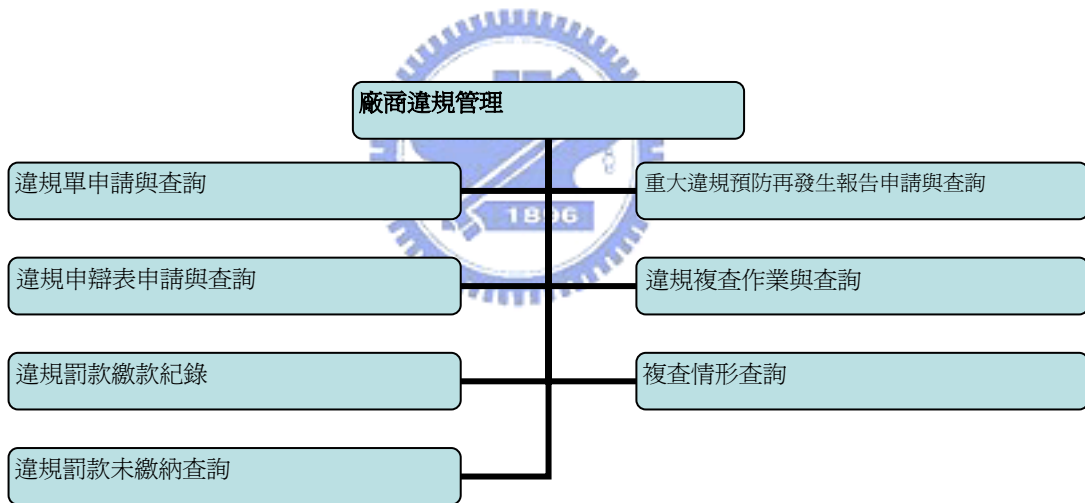 廠商違規管理
違規單申請與查詢
重大違規預防再發生報告申請與查詢
1896
違規申辯表申請與查詢
違規複查作業與查詢
違規罰款繳款紀錄
複查情形查詢
違規罰款未繳納查詢